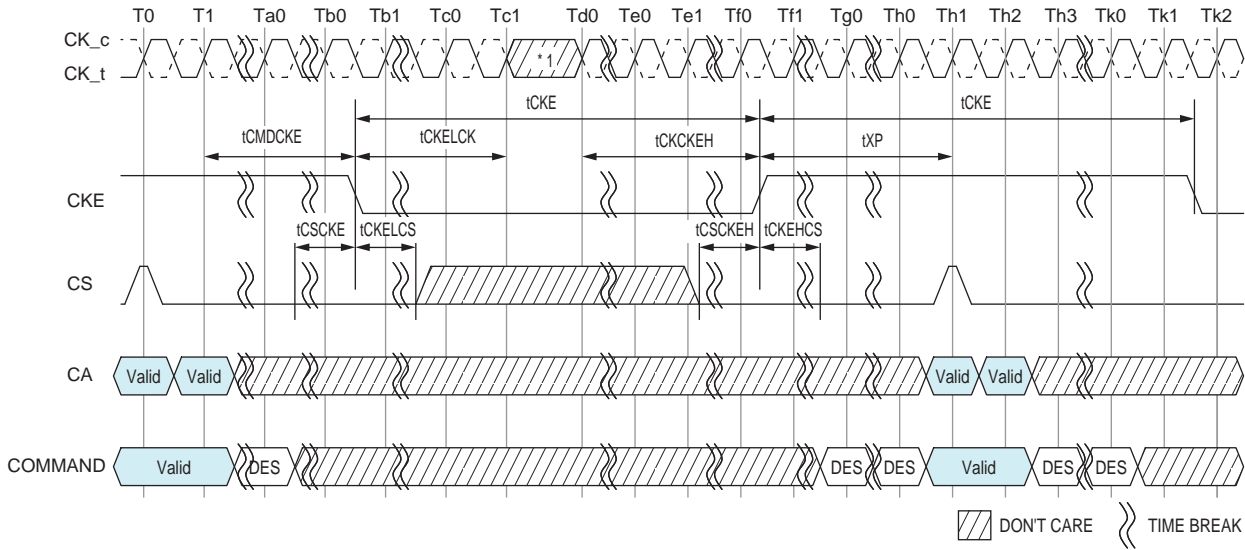 T0 T1 Ta0 Tb0 Tb1 Tc0 Tc1 Td0 Te0 Te1 Tf0 Tf1 Tg0 Th0 Th1 Th2 Th3 Tk0 Tk1 Tk2
CK_c
CK_t
* 1
tCKE tCKE
tCMDCKE tCKELCK tCKCKEH tXP
CKE
tCSCKE tCKELCS tCSCKEH tCKEHCS
CS
CA Valid Valid Valid Valid
COMMAND Valid DES DES DES Valid DES DES
DON'T CARE TIME BREAK